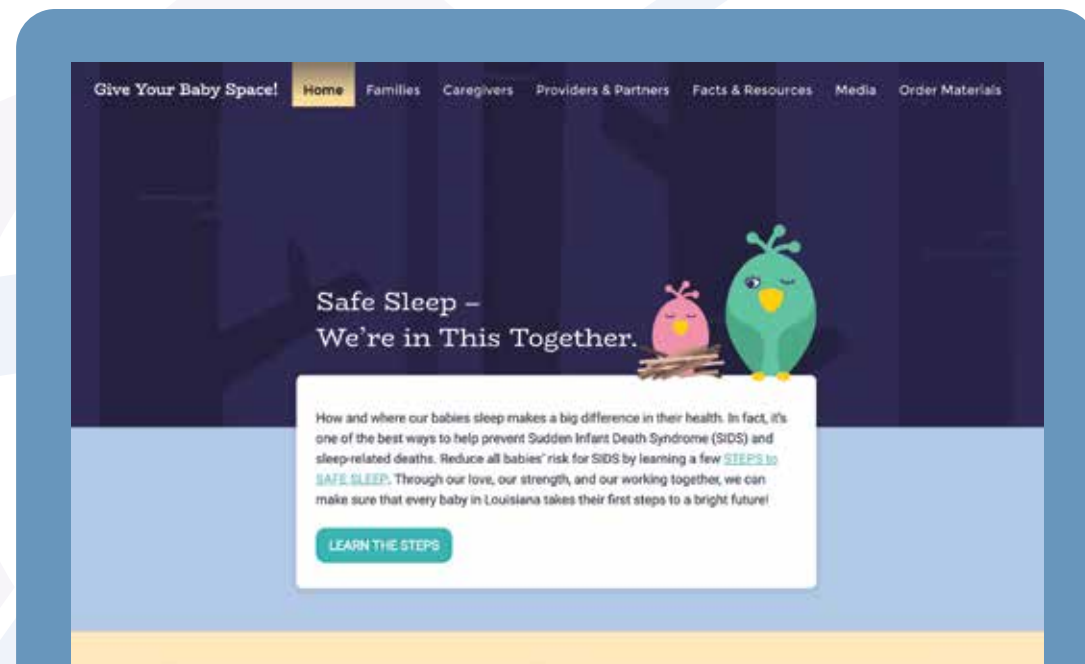 Give Your Baby Space! Home Families Caregivers Providers & Partners Facts & Resources Media Order Materials
Safe Sleep –
We're in This Together.
How and where our babies sleep makes a big difference in their health. In fact, it's
one of the best ways to help prevent Sudden Infant Death Syndrome (SIDS) and
sleep-related deaths. Reduce all babies' risk for SIDS by learning a few STEPS to
SAFE SLEEP. Through our love, our strength, and our working together, we can
make sure that every baby in Louisiana takes their first steps to a bright future!
LEARN THE STEPS